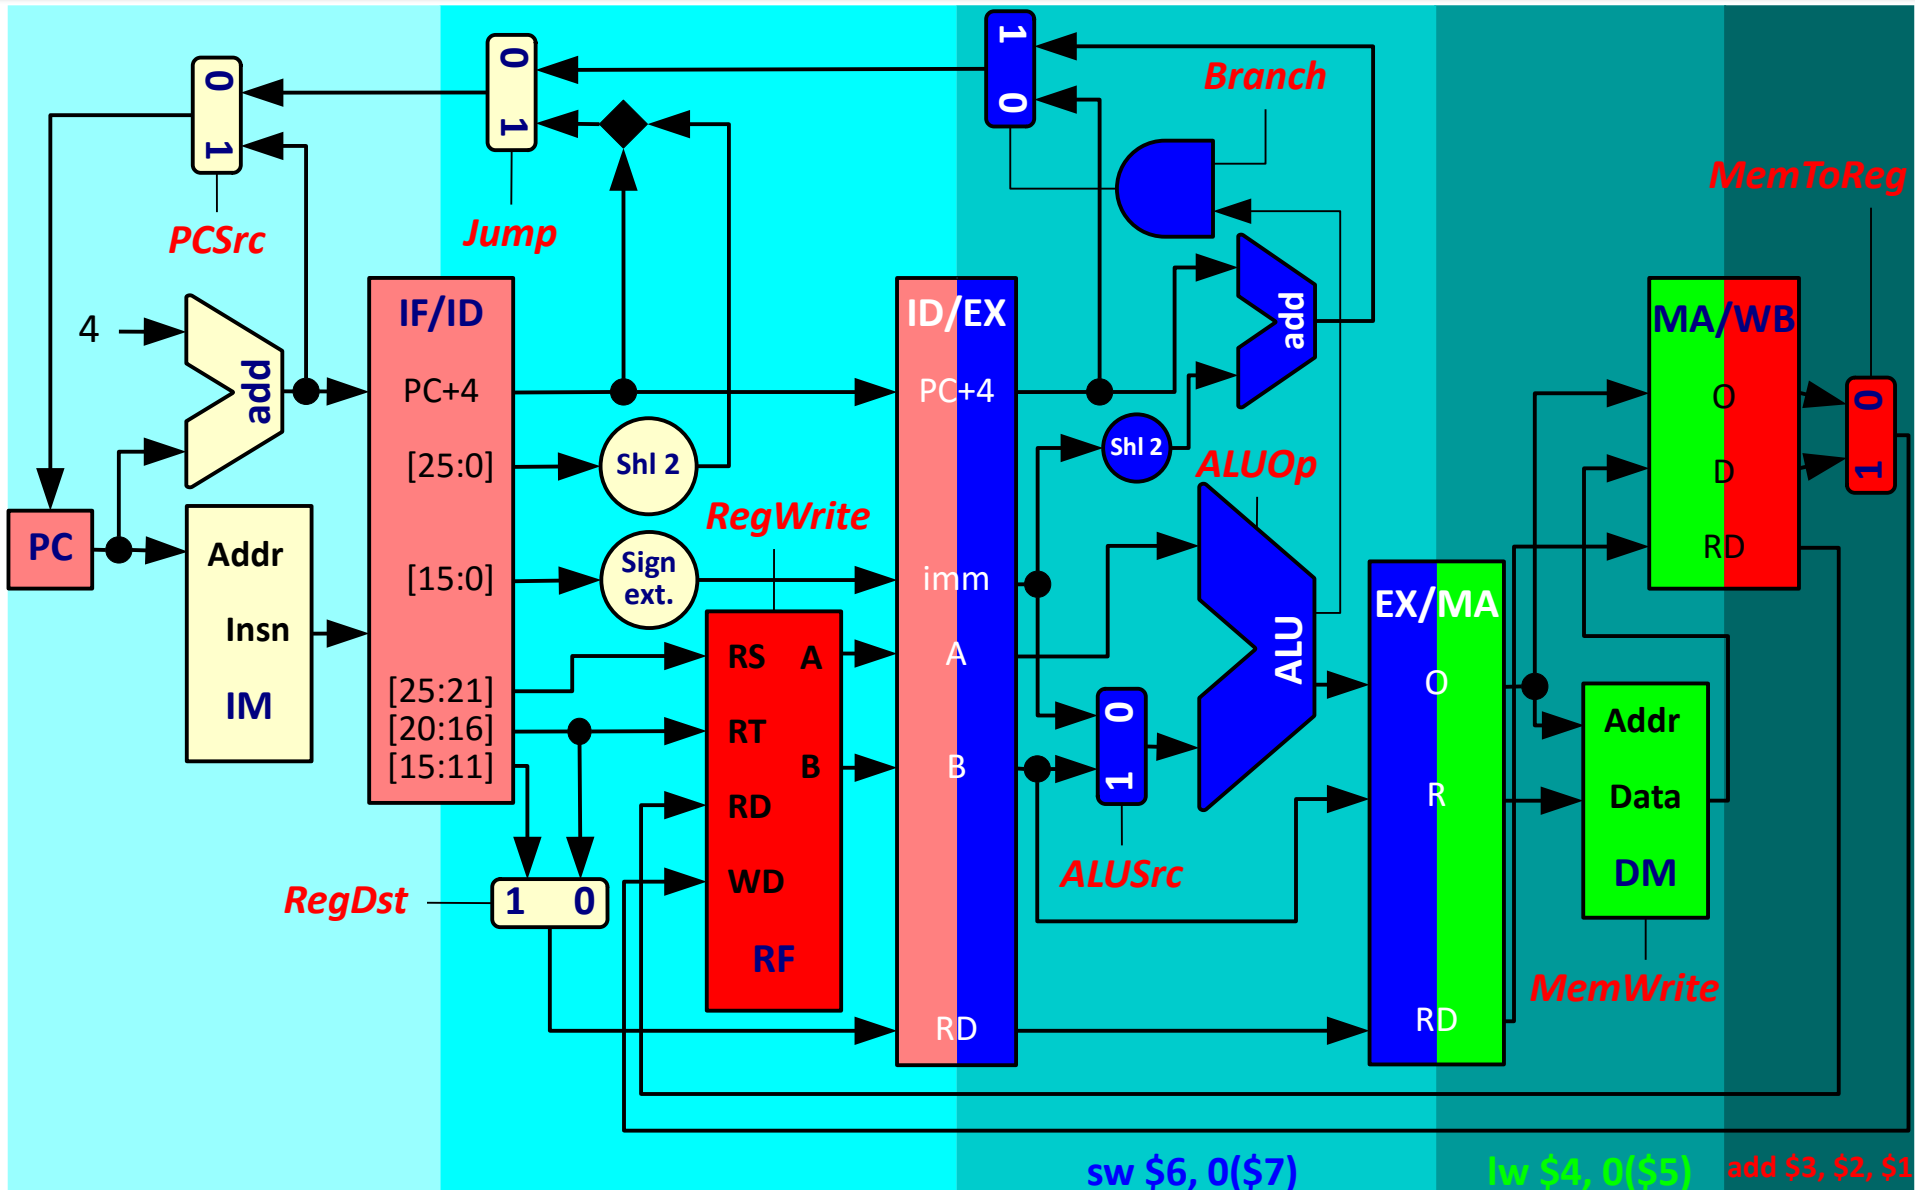 0
1
PCSrc
4
add
PC
Addr
Insn
IM
IF/ID
PC+4
[25:0]
[15:0]
[25:21]
[20:16]
[15:11]
0
1
Jump
Shl 2
Sign
ext.
RegWrite
RS A
RT
B
RD
WD
RF
RegDst
1 0
ID/EX
PC+4
imm
A
B
RD
1
0
Branch
add
Shl 2
ALUOp
ALU
0
1
ALUSrc
EX/MA
O
R
RD
Addr
Data
DM
MemWrite
MA/WB
O
D
RD
MemToReg
0
1
sw $6, 0($7)
lw $4, 0($5)
add $3, $2, $1